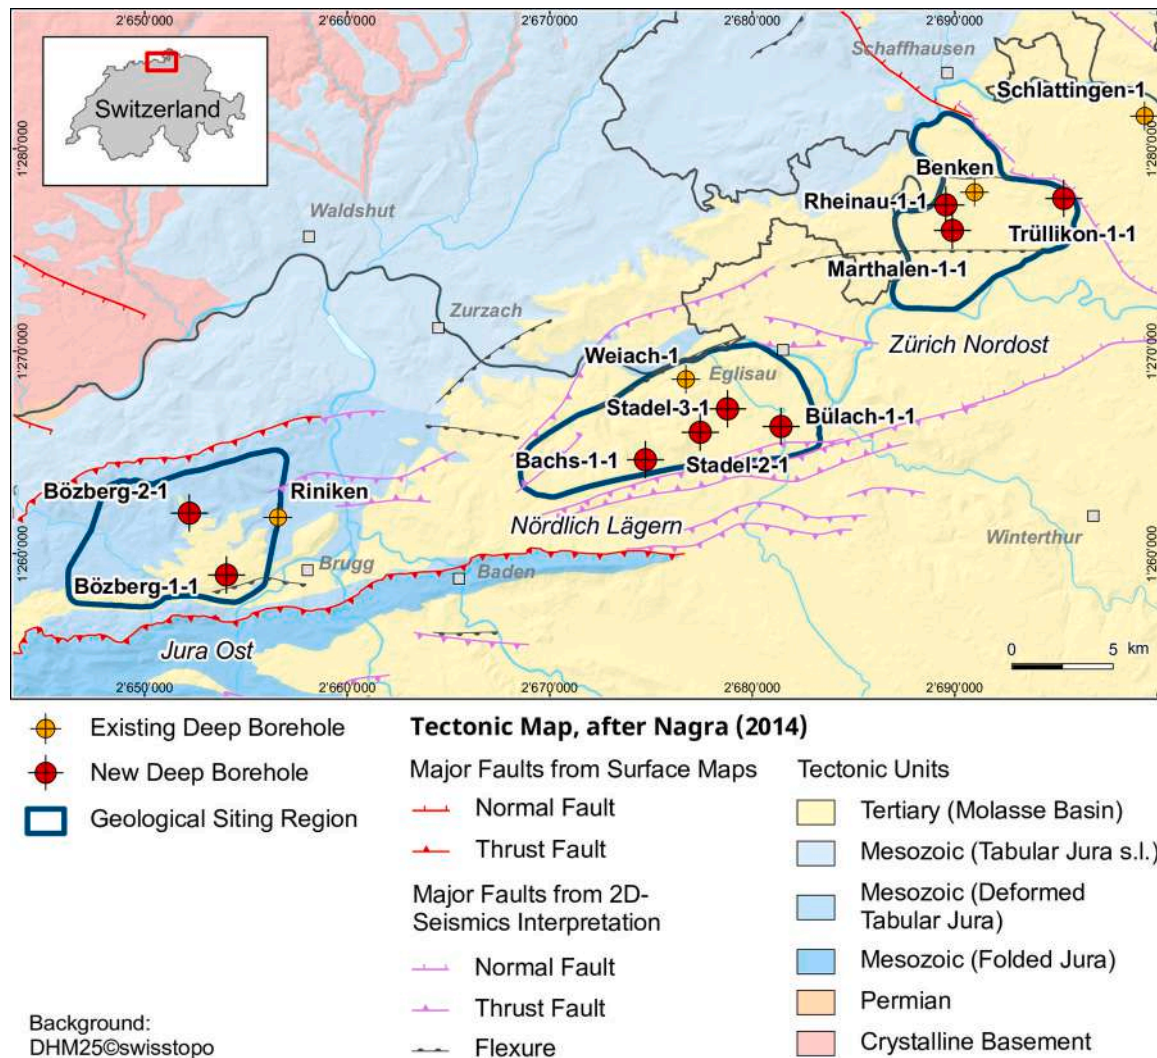 2'650'000
2'660'000
2'670'000
2'680'000
2'690'000
Switzerland
Schaffhausen
Schlattingen-1
1'280'000
1'280'000
Benken
Rheinau-1-1
Waldshut
Trüllikon-1-1
Marthalen-1-1
Zurzach
Zürich Nordost
1'270'000
1'270'000
Weiach-1
Eglisau
Stadel-3-1
Bülach-1-1
Bachs-1-1
Stadel-2-1
Bözberg-2-1
Riniken
Nördlich Lägern
Winterthur
1'260'000
1'260'000
Brugg
Baden
Bözberg-1-1
Jura Ost
0 5 km
2'650'000
2'660'000
2'670'000
2'680'000
2'690'000
Existing Deep Borehole
New Deep Borehole
Geological Siting Region
Background:
DHM25©swisstopo
Tectonic Map, after Nagra (2014)
Major Faults from Surface Maps
Normal Fault
Thrust Fault
Major Faults from 2D-
Seismics Interpretation
Normal Fault
Thrust Fault
Flexure
Tectonic Units
Tertiary (Molasse Basin)
Mesozoic (Tabular Jura s.l.)
Mesozoic (Deformed
Tabular Jura)
Mesozoic (Folded Jura)
Permian
Crystalline Basement